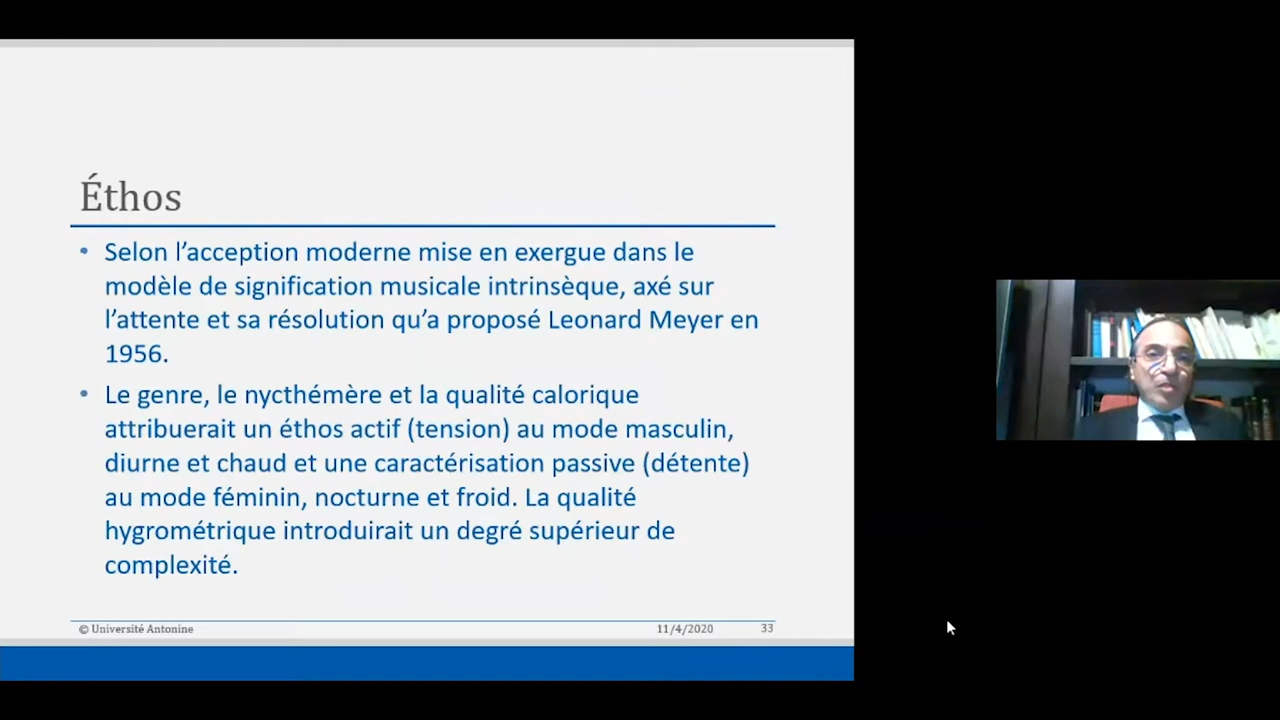 Éthos
• Selon l’acception moderne mise en exergue dans le
modèle de signification musicale intrinsèque, axé sur
l’attente et sa résolution qu’a proposé Leonard Meyer en
1956.
• Le genre, le nycthémère et la qualité calorique
attribuerait un éthos actif (tension) au mode masculin,
diurne et chaud et une caractérisation passive (détente)
au mode féminin, nocturne et froid. La qualité
hygrométrique introduirait un degré supérieur de
complexité.
© Université Antonine 11/4/2020 33